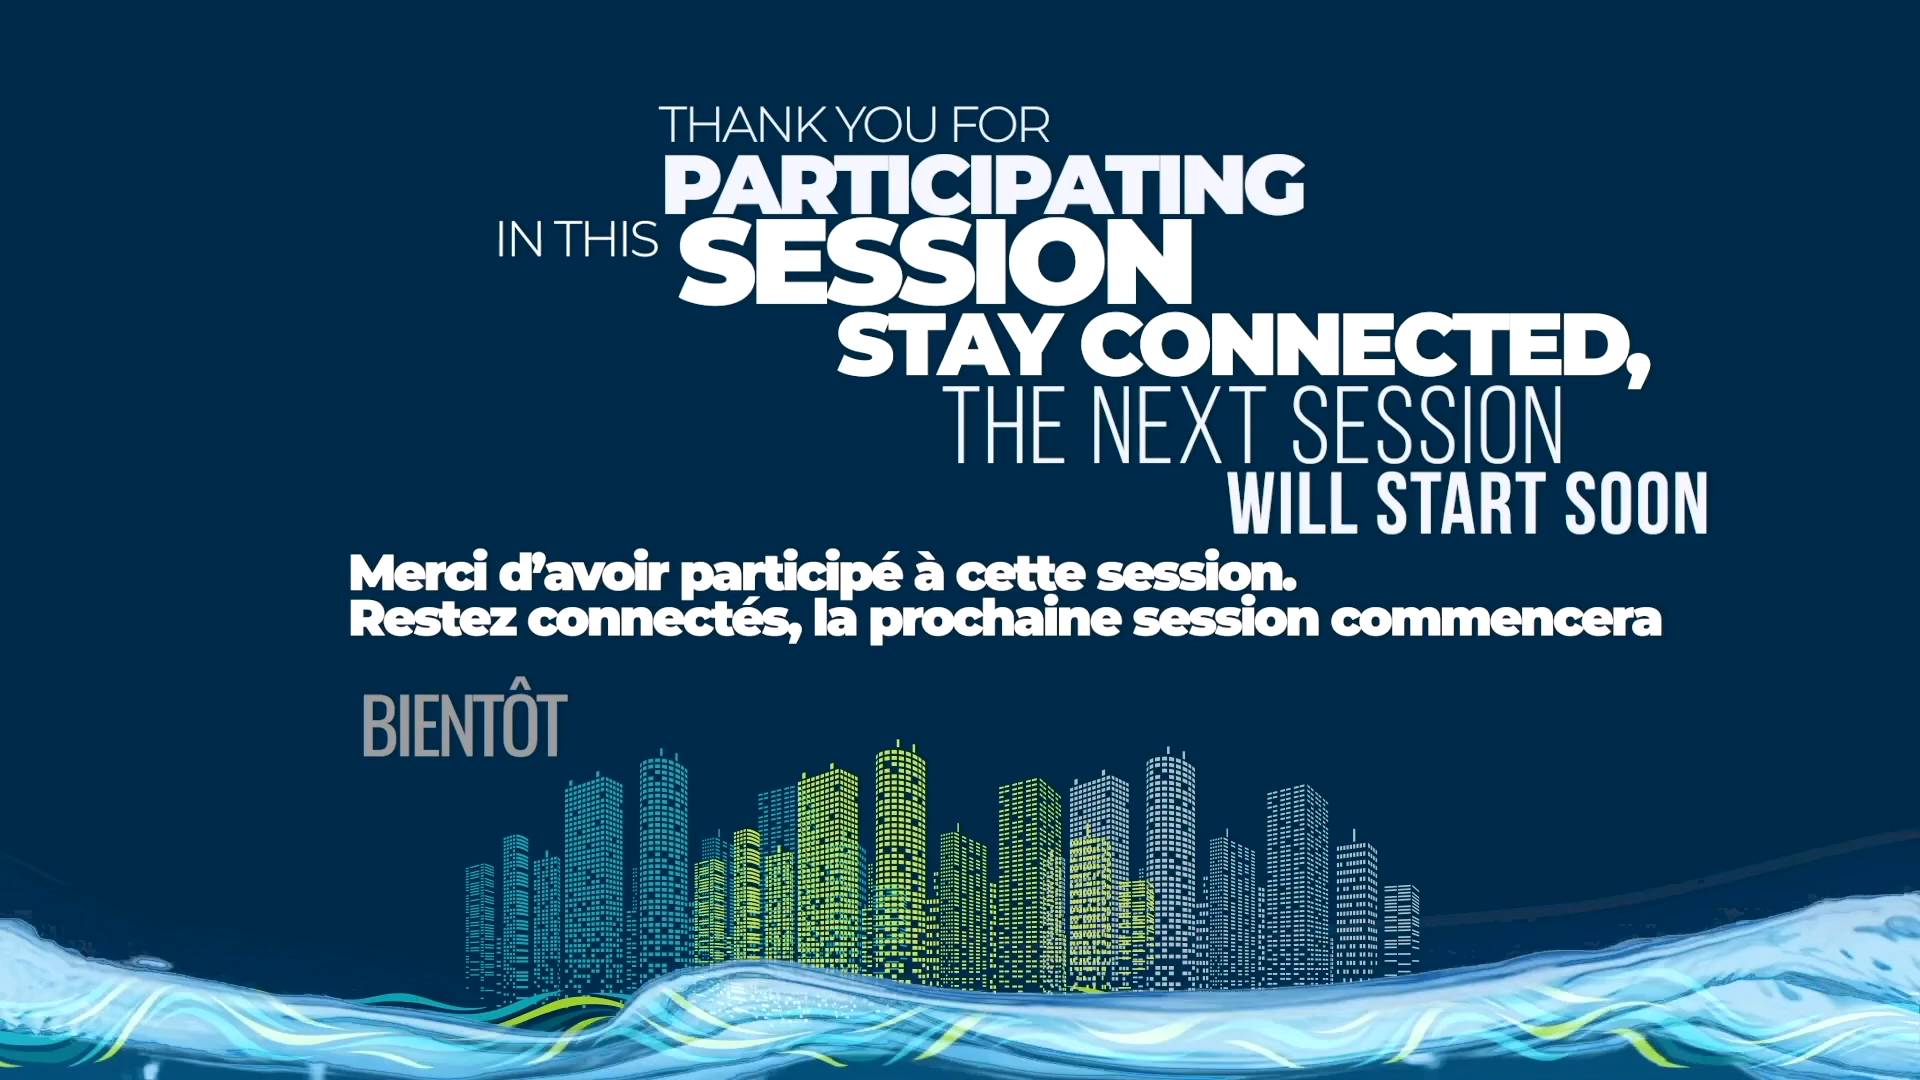 THANK YOU FOR
PARTICIPATING
IN THIS SESSION
STAY CONNECTED,
THE NEXT SESSION
WILL START SOON
Merci d’avoir participé à cette session.
Restez connectés, la prochaine session commencera
BIENTÔT